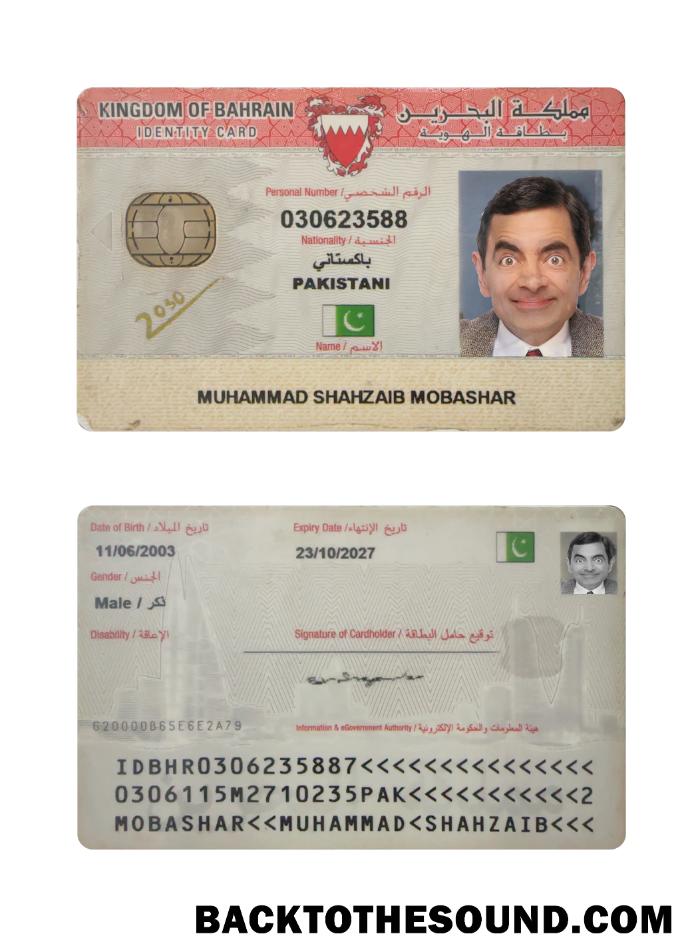 KINGDOM OF BAHRAIN مملكة البحرين
IDENTITY CARD بطاقة الهوية
Personal Number / الرقم الشخصي
030623588
Nationality / الجنسية
باكستاني
PAKISTANI
2030
Name / الاسم
MUHAMMAD SHAHZAIB MOBASHAR
Date of Birth / تاريخ الميلاد Expiry Date / تاريخ الإنتهاء
11/06/2003 23/10/2027
Gender / الجنس
Male / ذكر
Disability / الإعاقة Signature of Cardholder / توقيع حامل البطاقة
620000B65E6E2A79 Information & eGovernment Authority / هيئة المعلومات والحكومة الإلكترونية
IDBHR0306235887<<<<<<<<<<<<<<<
0306115M2710235PAK<<<<<<<<<<<2
MOBASHAR<<MUHAMMAD<SHAHZAIB<<<
BACKTOTHESOUND.COM